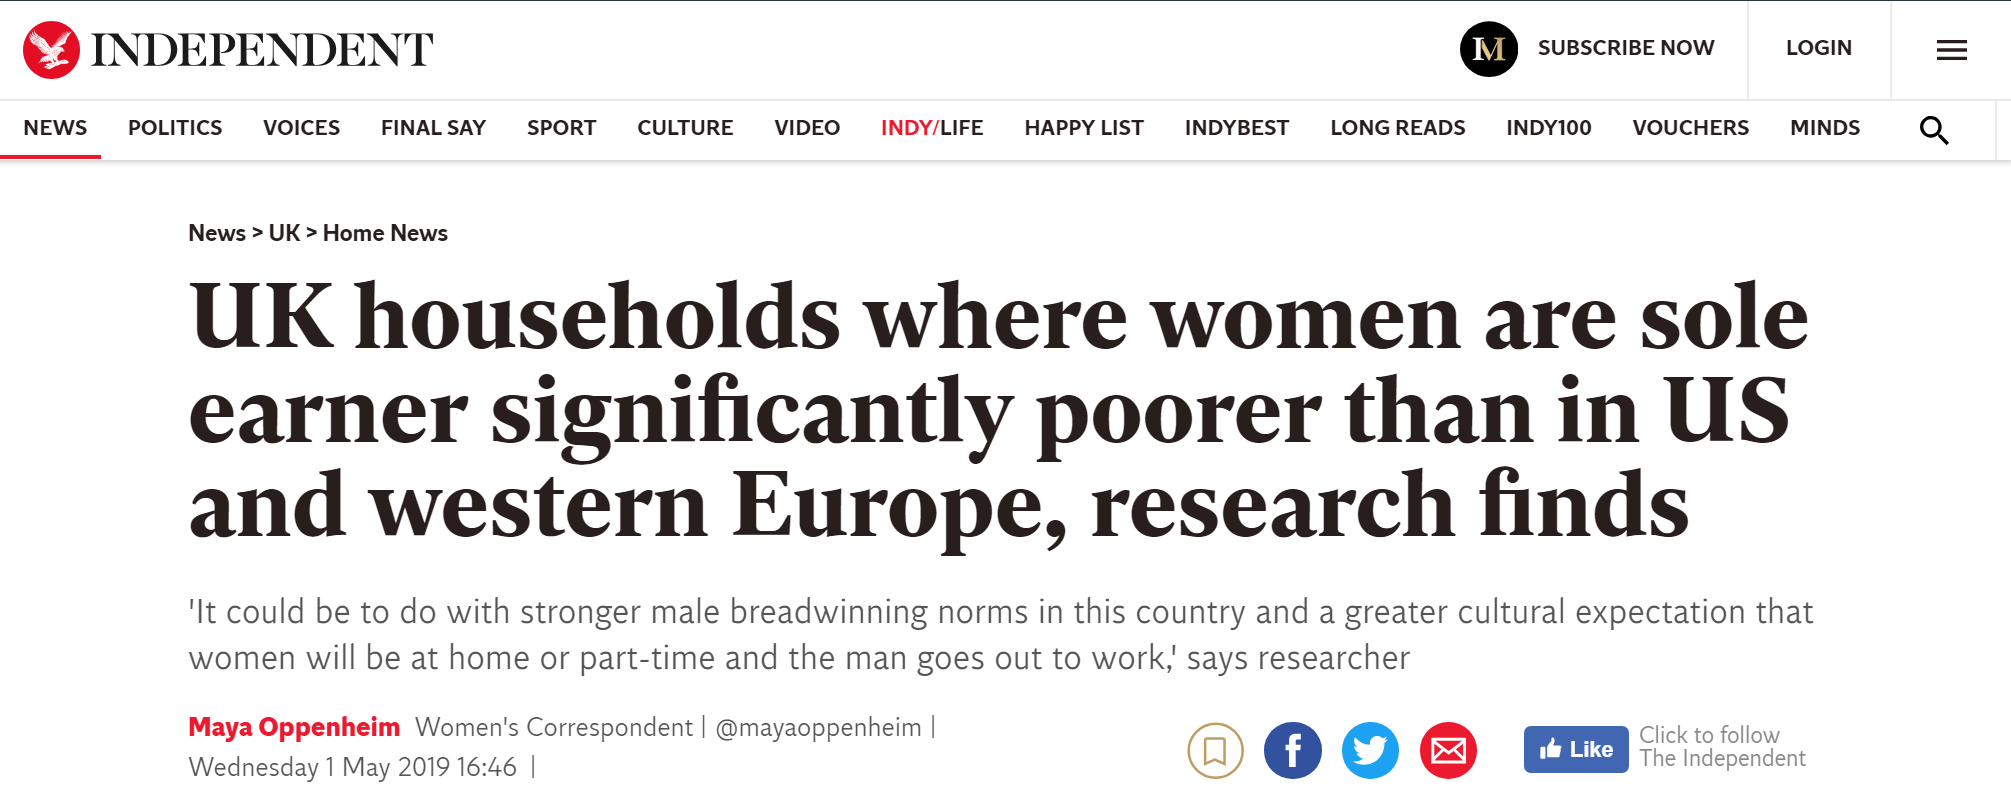 INDEPENDENT
IM SUBSCRIBE NOW
LOGIN
NEWS POLITICS VOICES FINAL SAY SPORT CULTURE VIDEO INDY/LIFE HAPPY LIST INDYBEST LONG READS INDY100 VOUCHERS MINDS
News > UK > Home News
UK households where women are sole
earner significantly poorer than in US
and western Europe, research finds
'It could be to do with stronger male breadwinning norms in this country and a greater cultural expectation that
women will be at home or part-time and the man goes out to work,' says researcher
Maya Oppenheim Women's Correspondent | @mayaoppenheim |
Wednesday 1 May 2019 16:46 |
f
Like
Click to follow
The Independent